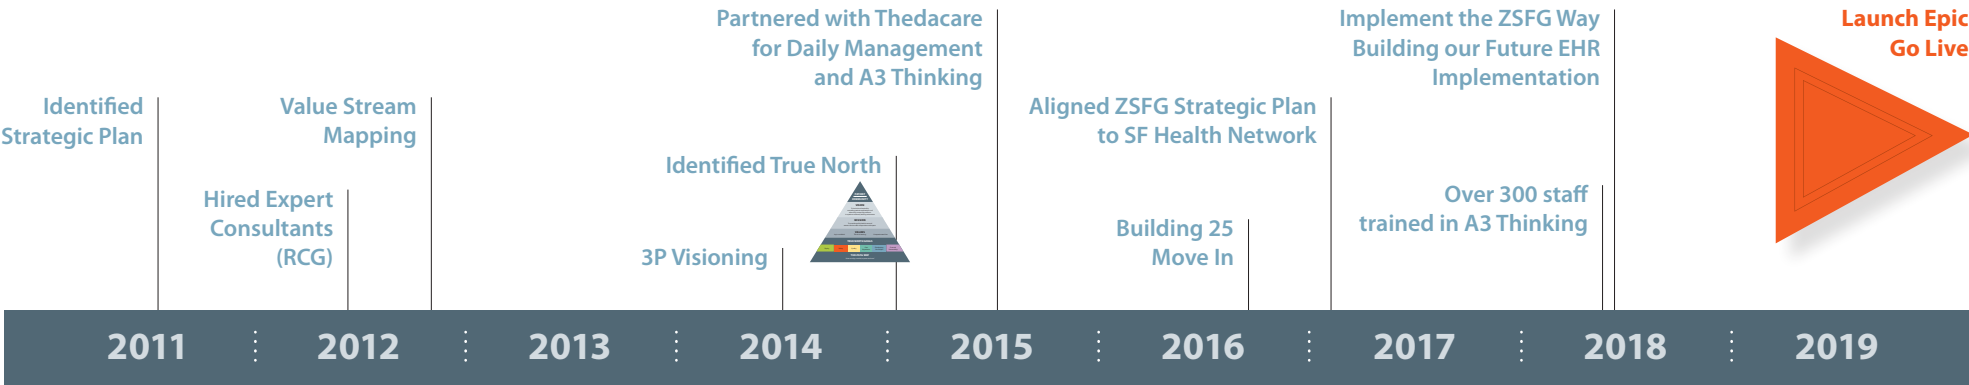 Identified
Strategic Plan
Hired Expert
Consultants
(RCG)
Value Stream
Mapping
3P Visioning
Identified True North
Partnered with Thedacare
for Daily Management
and A3 Thinking
Building 25
Move In
Aligned ZSFG Strategic Plan
to SF Health Network
Over 300 staff
trained in A3 Thinking
Implement the ZSFG Way
Building our Future EHR
Implementation
Launch Epic
Go Live
2011
2012
2013
2014
2015
2016
2017
2018
2019